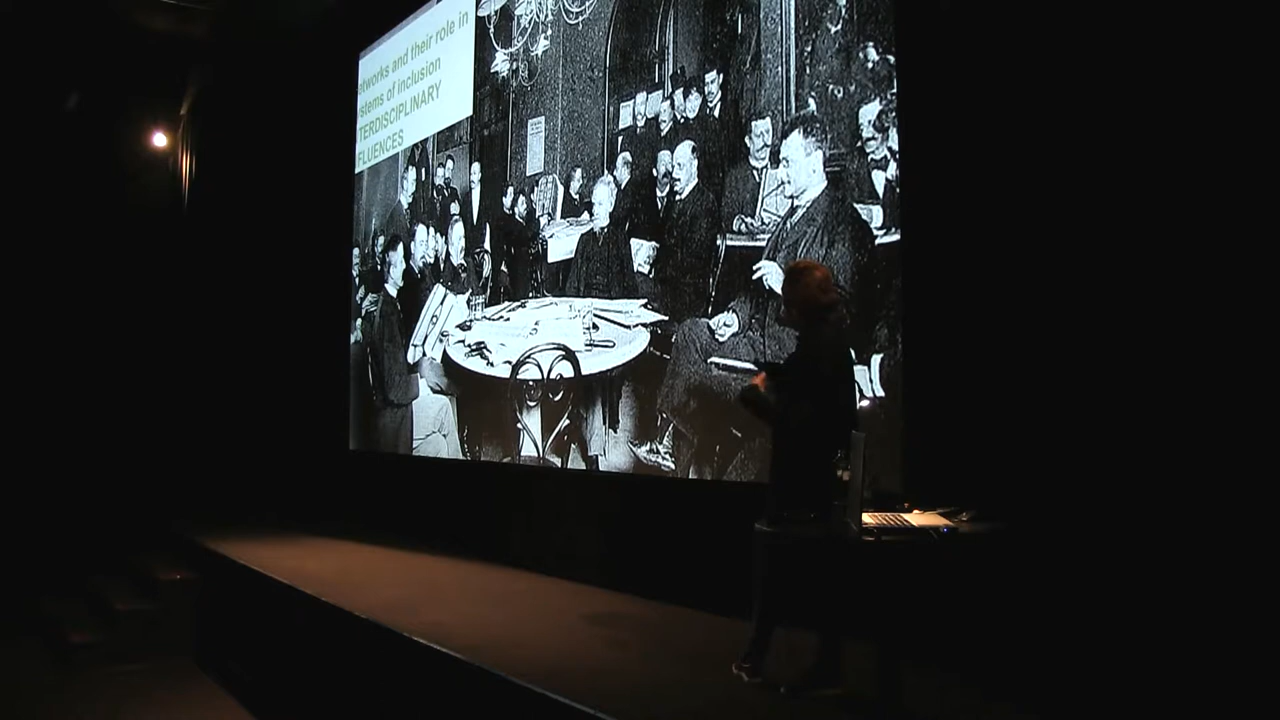 etworks and their role in
stems of inclusion
TERDISCIPLINARY
FLUENCES